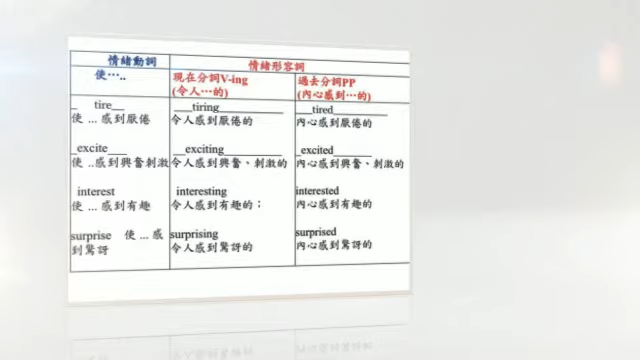 情緒動詞
情緒形容詞
使….
現在分詞V-ing
(令人…的)
過去分詞PP
(內心感到…的)
_ tire__
使 ... 感到厭倦
___tiring__________
令人感到厭倦的
___tired________
內心感到厭倦的
_excite___
使 ..感到興奮刺激
__exciting________
令人感到興奮、刺激的
_excited______
內心感到興奮、刺激的
interest
使 ... 感到有趣
interesting
令人感到有趣的；
interested
內心感到有趣的
surprise 使 ... 感
到驚訝
surprising
令人感到驚訝的
surprised
內心感到驚訝的